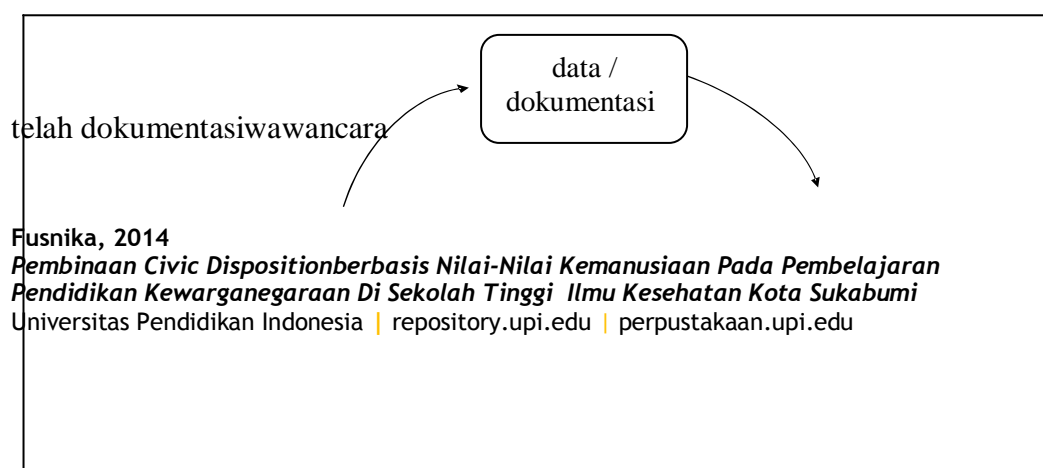 data /
dokumentasi
telah dokumentasiwawancara
Fusnika, 2014
Pembinaan Civic Dispositionberbasis Nilai-Nilai Kemanusiaan Pada Pembelajaran
Pendidikan Kewarganegaraan Di Sekolah Tinggi Ilmu Kesehatan Kota Sukabumi
Universitas Pendidikan Indonesia | repository.upi.edu | perpustakaan.upi.edu